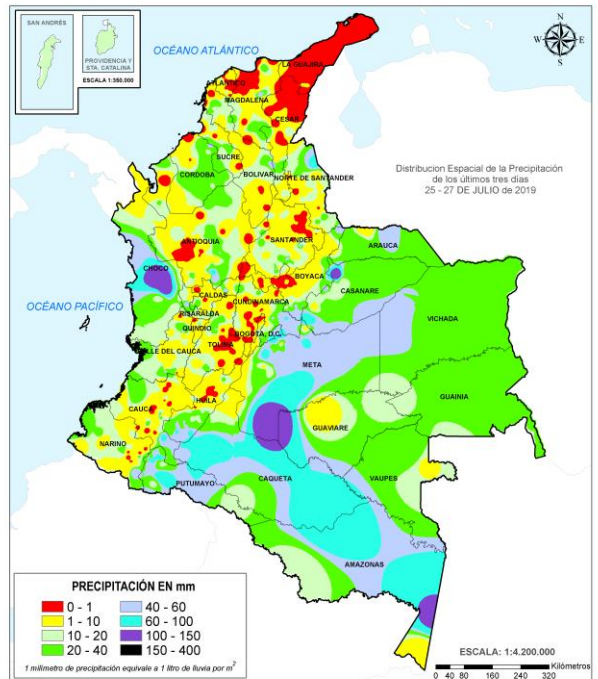 SAN ANDRÉS
PROVIDENCIA Y
STA. CATALINA
ESCALA 1:350.000
OCÉANO ATLÁNTICO
N
W
E
S
LA GUAJIRA
ATLÁNTICO
MAGDALENA
CESAR
SUCRE
CORDOBA
BOLIVAR
NORTE DE SANTANDER
Distribucion Espacial de la Precipitación
de los últimos tres días
25 - 27 DE JULIO de 2019
ANTIOQUIA
SANTANDER
ARAUCA
CHOCO
BOYACA
CASANARE
OCÉANO PACÍFICO
CALDAS
CUNDINAMARCA
RISARALDA
VICHADA
QUINDIO
BOGOTA, D.C.
TOLIMA
VALLE DEL CAUCA
META
GUAINIA
HUILA
CAUCA
GUAVIARE
NARINO
CAQUETA
VAUPES
PUTUMAYO
AMAZONAS
PRECIPITACIÓN EN mm
0 - 1
40 - 60
1 - 10
60 - 100
10 - 20
100 - 150
20 - 40
150 - 400
1 milimetro de precipitación equivale a 1 litro de lluvia por m²
ESCALA: 1:4.200.000
Kilómetros
0 40 80 160 240 320